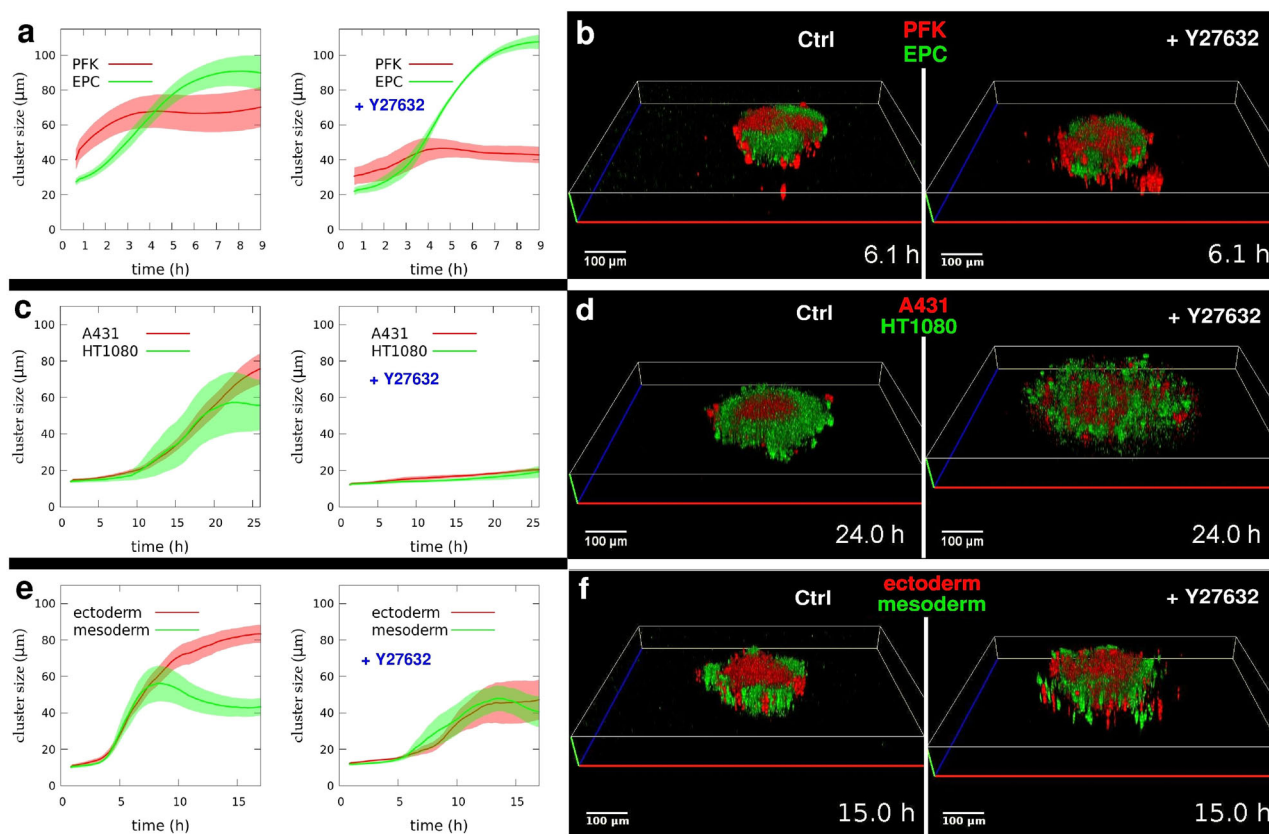 a
cluster size (μm)
100
80
60
40
20
0
PFK
EPC
0 1 2 3 4 5 6 7 8 9
time (h)
cluster size (μm)
100
80
60
40
20
0
PFK
EPC
+ Y27632
0 1 2 3 4 5 6 7 8 9
time (h)
b
Ctrl
PFK
EPC
+ Y27632
100 μm
6.1 h
100 μm
6.1 h
c
cluster size (μm)
100
80
60
40
20
0
A431
HT1080
0 5 10 15 20 25
time (h)
cluster size (μm)
100
80
60
40
20
0
A431
HT1080
+ Y27632
0 5 10 15 20 25
time (h)
d
Ctrl
A431
HT1080
+ Y27632
100 μm
24.0 h
100 μm
24.0 h
e
cluster size (μm)
100
80
60
40
20
0
ectoderm
mesoderm
0 5 10 15
time (h)
cluster size (μm)
100
80
60
40
20
0
ectoderm
mesoderm
+ Y27632
0 5 10 15
time (h)
f
Ctrl
ectoderm
mesoderm
+ Y27632
100 μm
15.0 h
100 μm
15.0 h